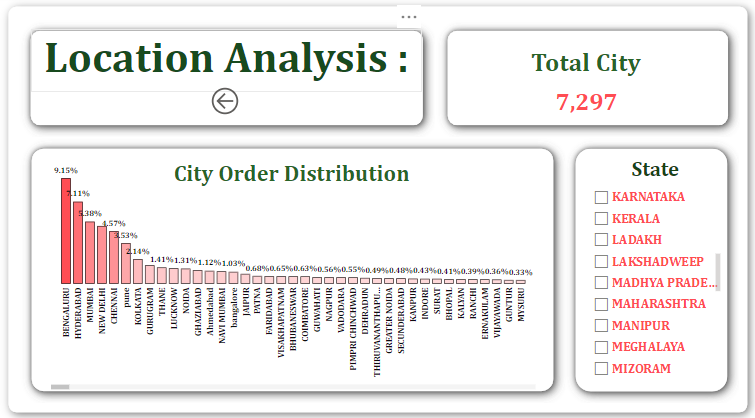 Location Analysis :
Total City
7,297
City Order Distribution
9.15%
7.11%
5.38%
4.57%
3.53%
2.14%
1.41%
1.31%
1.12%
1.03%
0.68%
0.65%
0.63%
0.56%
0.55%
0.49%
0.48%
0.43%
0.41%
0.39%
0.36%
0.33%
BENGALURU
HYDERABAD
MUMBAI
NEW DELHI
CHENNAI
pune
KOLKATA
GURUGRAM
THANE
LUCKNOW
NOIDA
GHAZIABAD
Ahmedabad
NAVI MUMBAI
bangalore
JAIPUR
PATNA
FARIDABAD
VISAKHAPATNAM
BHUBANESWAR
COIMBATORE
GUWAHATI
NAGPUR
VADODARA
PIMPRI CHINCHWAD
DEHRADUN
THIRUVANANTHAPU...
GREATER NOIDA
SECUNDERABAD
KANPUR
INDORE
SURAT
BHOPAL
KALYAN
RANCHI
ERNAKULAM
VIJAYAWADA
GUNTUR
MYSURU
State
KARNATAKA
KERALA
LADAKH
LAKSHADWEEP
MADHYA PRADE...
MAHARASHTRA
MANIPUR
MEGHALAYA
MIZORAM